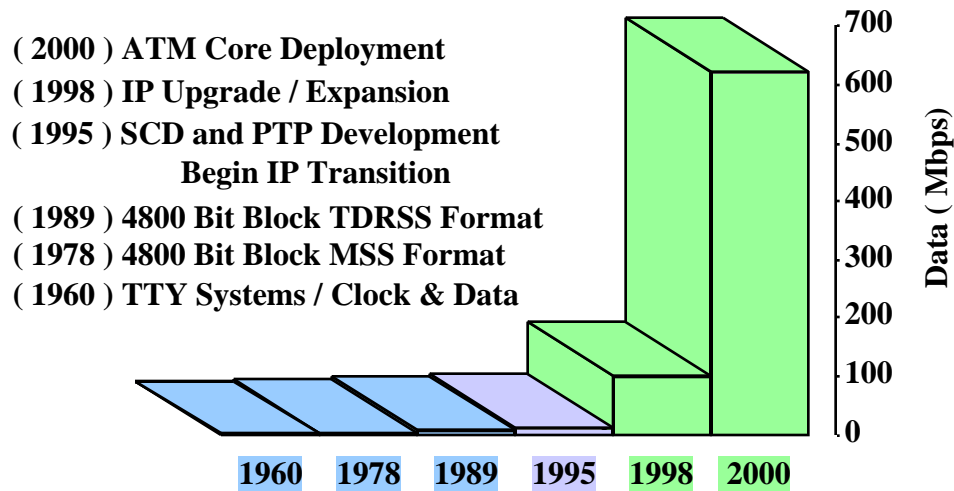 ( 2000 ) ATM Core Deployment
( 1998 ) IP Upgrade / Expansion
( 1995 ) SCD and PTP Development
Begin IP Transition
( 1989 ) 4800 Bit Block TDRSS Format
( 1978 ) 4800 Bit Block MSS Format
( 1960 ) TTY Systems / Clock & Data
700
600
500
400
300
200
100
0
Data ( Mbps)
1960 1978 1989 1995 1998 2000